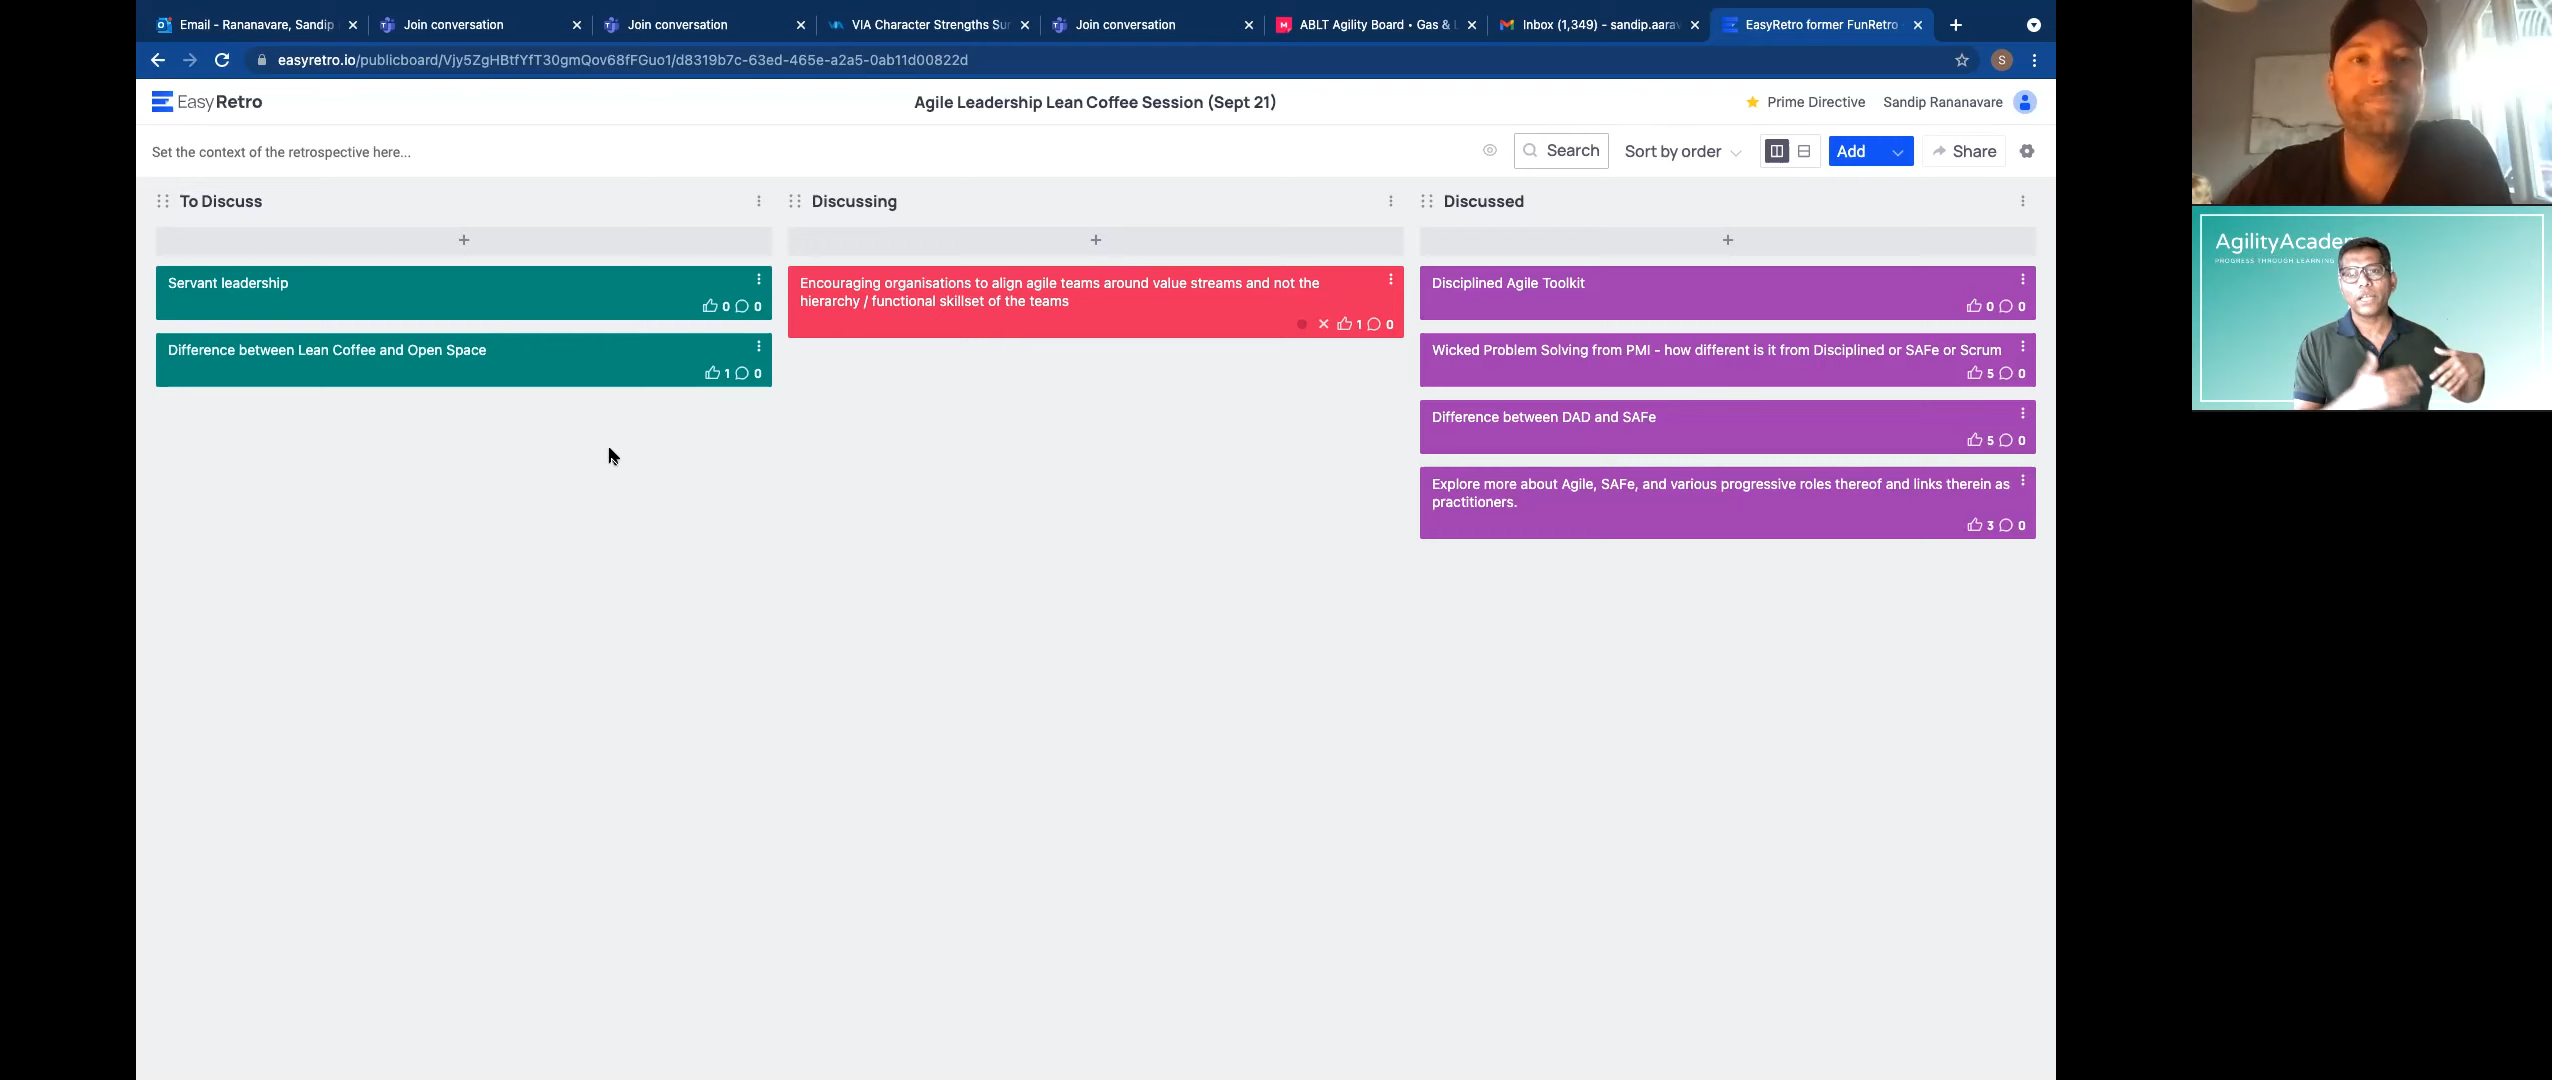 Email - Rananavare, Sandip
Join conversation
Join conversation
VIA Character Strengths Sur
Join conversation
ABLT Agility Board • Gas &
Inbox (1,349) - sandip.aarav
EasyRetro former FunRetro
easyretro.io/publicboard/Vjy5ZgHBtfYfT30gmQov68fFGuo1/d8319b7c-63ed-465e-a2a5-0ab11d00822d
S
EasyRetro
Agile Leadership Lean Coffee Session (Sept 21)
Prime Directive
Sandip Rananavare
Set the context of the retrospective here...
Search
Sort by order
Add
Share
To Discuss
+
Servant leadership
0 0
Difference between Lean Coffee and Open Space
1 0
Discussing
+
Encouraging organisations to align agile teams around value streams and not the
hierarchy / functional skillset of the teams
1 0
Discussed
+
Disciplined Agile Toolkit
0 0
Wicked Problem Solving from PMI - how different is it from Disciplined or SAFe or Scrum
5 0
Difference between DAD and SAFe
5 0
Explore more about Agile, SAFe, and various progressive roles thereof and links therein as
practitioners.
3 0
AgilityAcade
PROGRESS THROUGH LEARNING